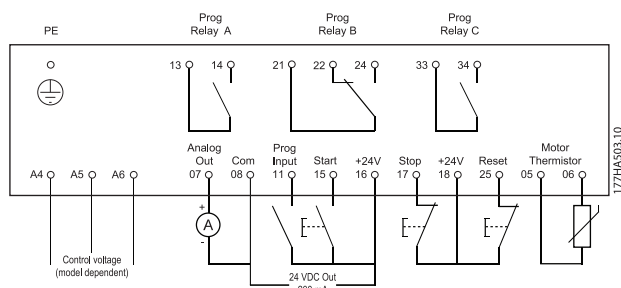 PE
Prog
Relay A
Prog
Relay B
Prog
Relay C
13 14 21 22 24 33 34
Analog
Out
Com
Prog
Input
Start
+24V
Stop
+24V
Reset
Motor
Thermistor
A4 A5 A6 07 08 11 15 16 17 18 25 05 06
+
A
-
Control voltage
(model dependent)
24 VDC Out
177HA503.10